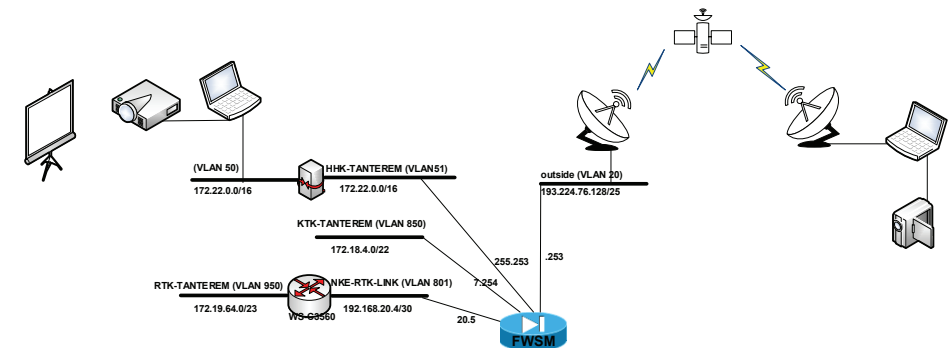 (VLAN 50)
172.22.0.0/16
HHK-TANTEREM (VLAN51)
172.22.0.0/16
outside (VLAN 20)
193.224.76.128/25
KTK-TANTEREM (VLAN 850)
172.18.4.0/22
255.253
.253
7.254
RTK-TANTEREM (VLAN 950)
172.19.64.0/23
WS-C3560
NKE-RTK-LINK (VLAN 801)
192.168.20.4/30
20.5
FWSM